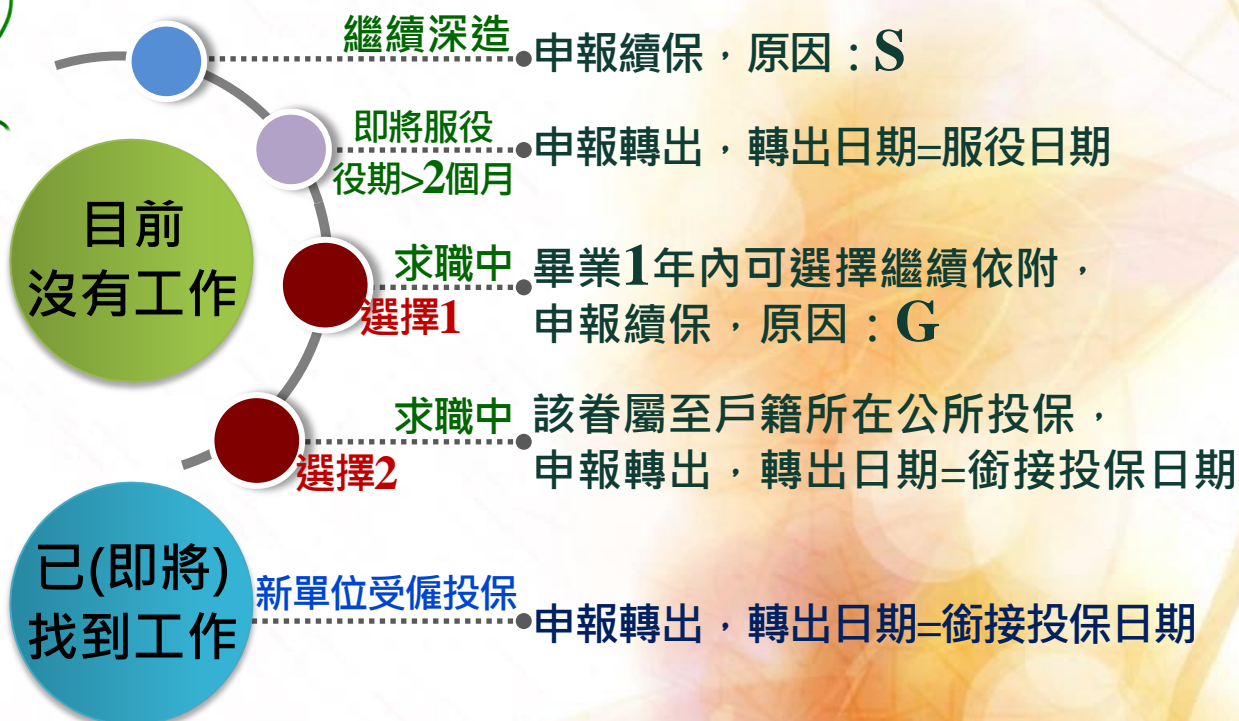 繼續深造
申報續保，原因：S
即將服役
役期>2個月
申報轉出，轉出日期=服役日期
目前
沒有工作
求職中
選擇1
畢業1年內可選擇繼續依附，
申報續保，原因：G
求職中
選擇2
該眷屬至戶籍所在公所投保，
申報轉出，轉出日期=銜接投保日期
已(即將)
找到工作
新單位受僱投保
申報轉出，轉出日期=銜接投保日期